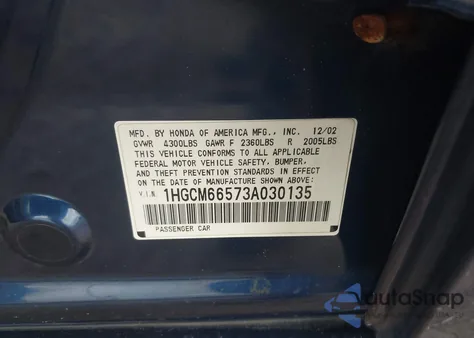 MFD. BY HONDA OF AMERICA MFG., INC. 12/02
GVWR 4300LBS GAWR F 2360LBS R 2005LBS
THIS VEHICLE CONFORMS TO ALL APPLICABLE
FEDERAL MOTOR VEHICLE SAFETY, BUMPER,
AND THEFT PREVENTION STANDARDS IN EFFECT
ON THE DATE OF MANUFACTURE SHOWN ABOVE:
V.I.N. 1HGCM66573A030135
PASSENGER CAR
AutoSnap